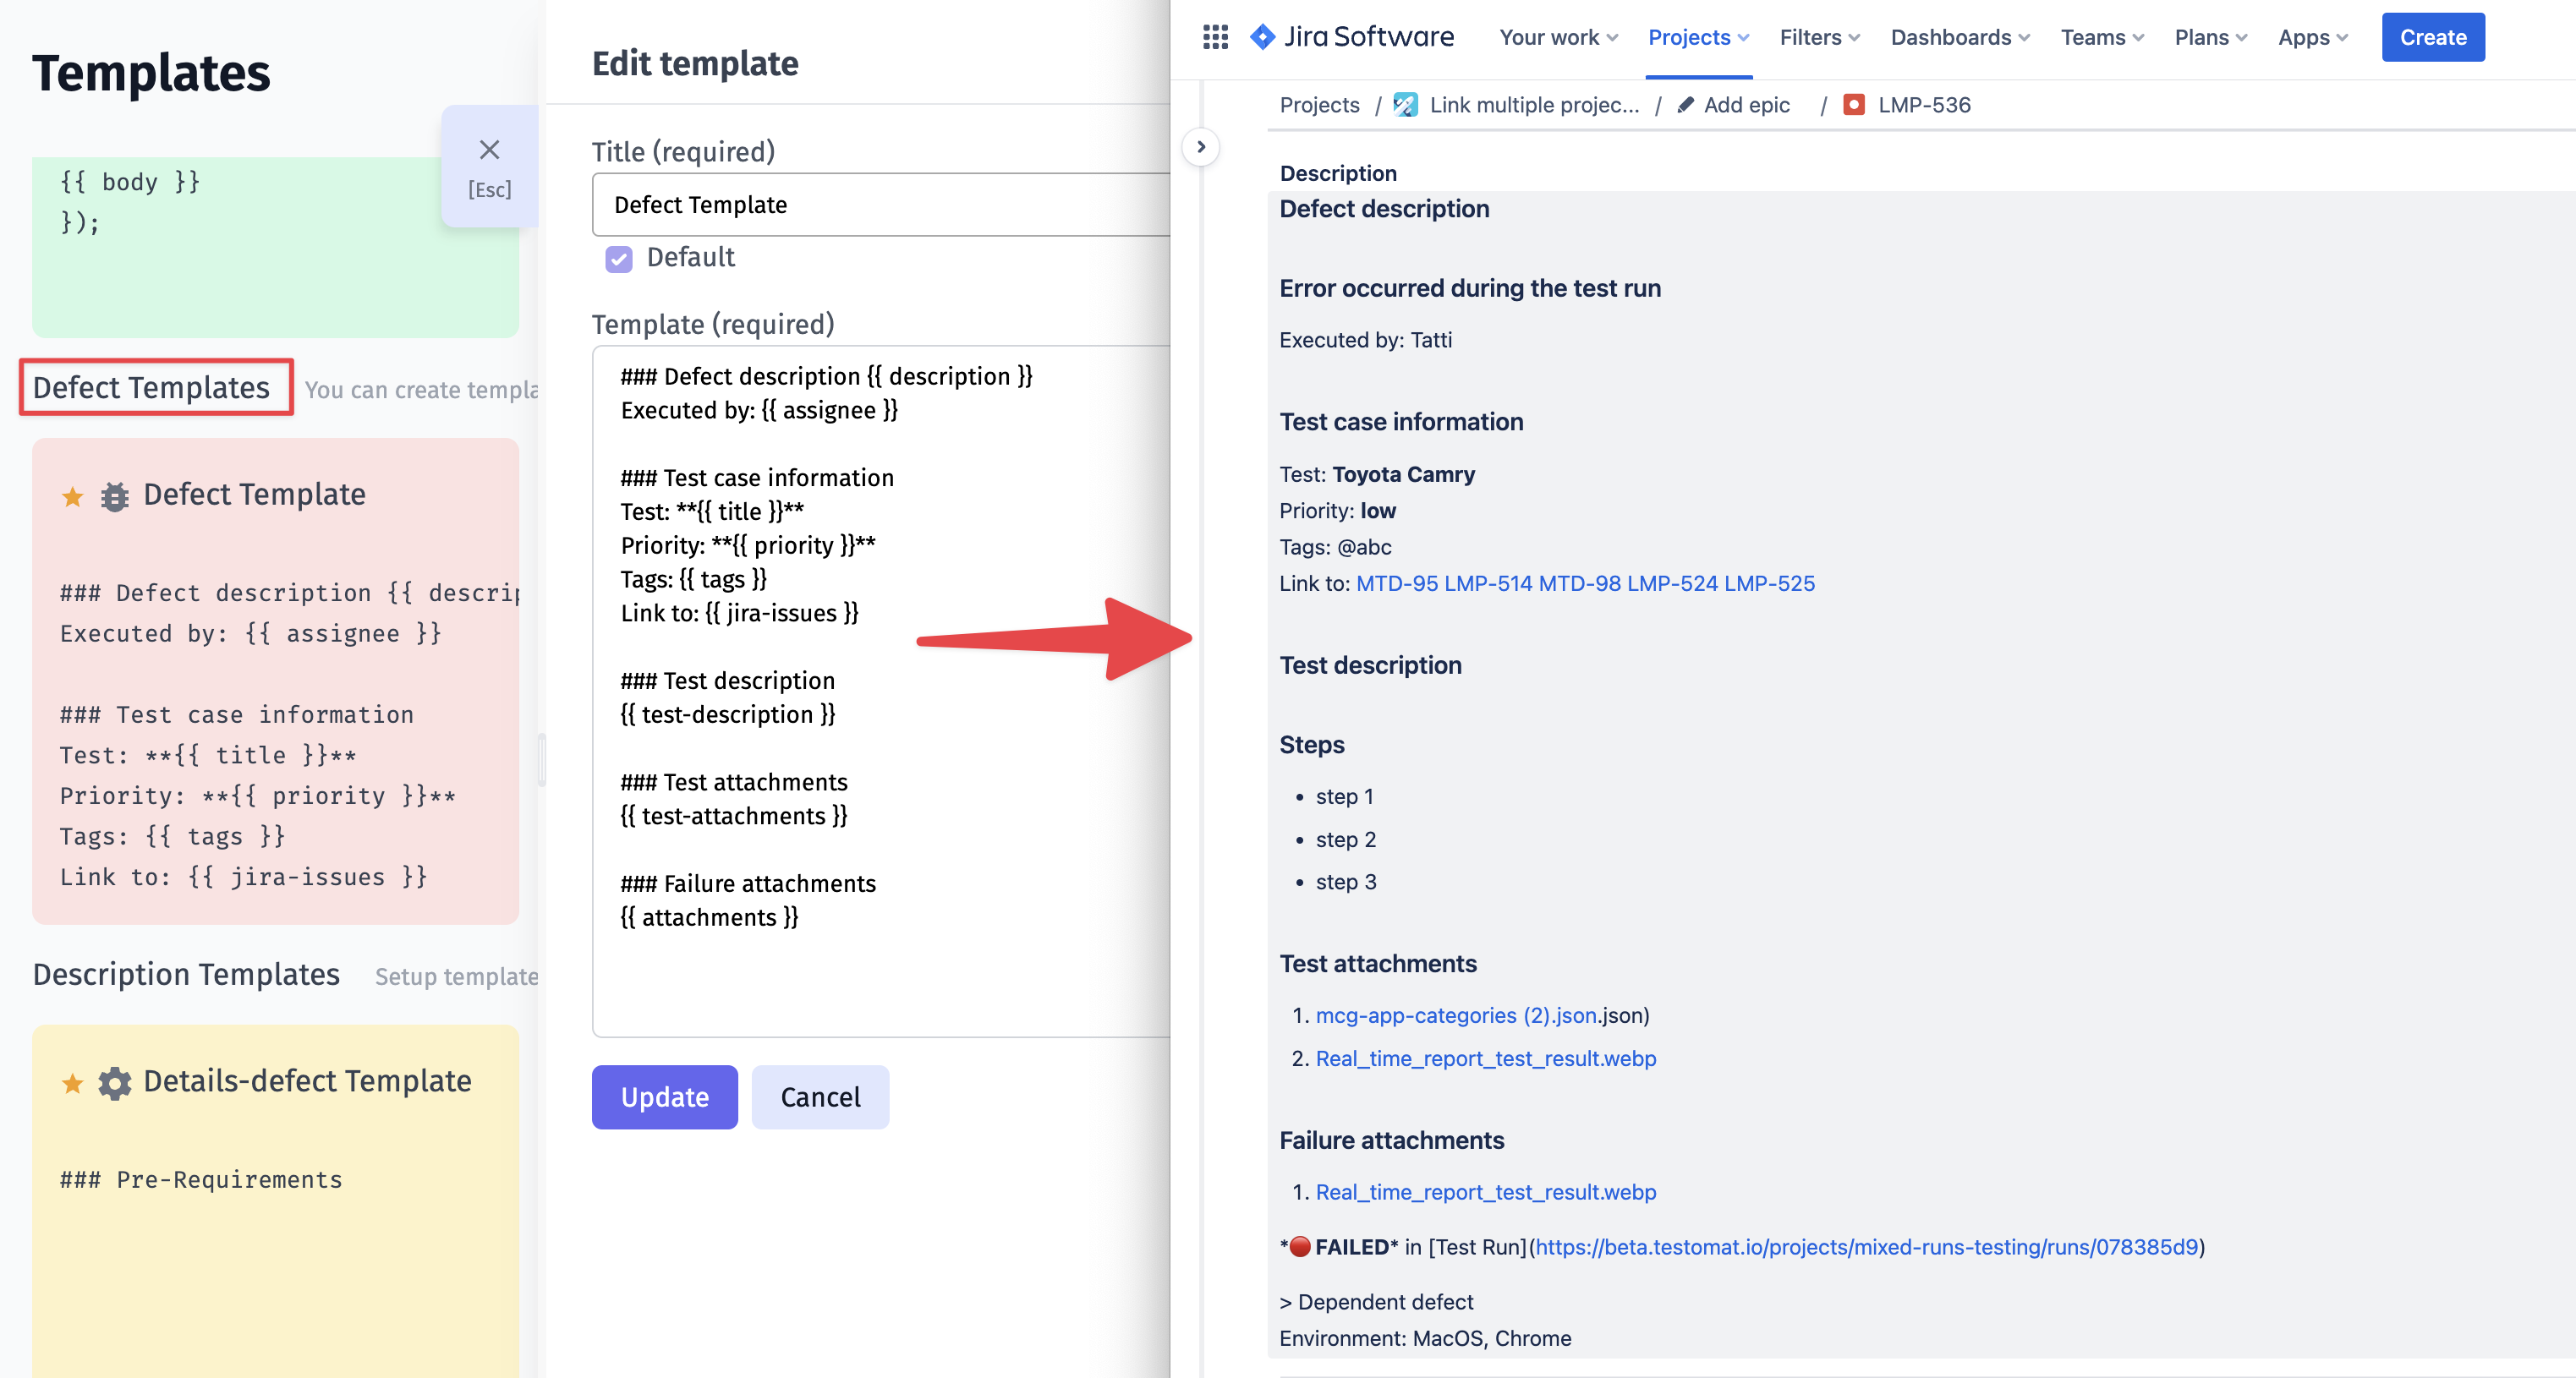 Templates
{{ body }}
});
[Esc]
Defect Templates
You can create templa
Defect Template
### Defect description {{ descrip
Executed by: {{ assignee }}
### Test case information
Test: **{{ title }}**
Priority: **{{ priority }}**
Tags: {{ tags }}
Link to: {{ jira-issues }}
Description Templates
Setup template
Details-defect Template
### Pre-Requirements
Edit template
Title (required)
Defect Template
Default
Template (required)
### Defect description {{ description }}
Executed by: {{ assignee }}
### Test case information
Test: **{{ title }}**
Priority: **{{ priority }}**
Tags: {{ tags }}
Link to: {{ jira-issues }}
### Test description
{{ test-description }}
### Test attachments
{{ test-attachments }}
### Failure attachments
{{ attachments }}
Update
Cancel
Jira Software
Your work
Projects
Filters
Dashboards
Teams
Plans
Apps
Create
Projects / Link multiple projec... / Add epic / LMP-536
Description
Defect description
Error occurred during the test run
Executed by: Tatti
Test case information
Test: Toyota Camry
Priority: low
Tags: @abc
Link to: MTD-95 LMP-514 MTD-98 LMP-524 LMP-525
Test description
Steps
• step 1
• step 2
• step 3
Test attachments
1. mcg-app-categories (2).json.json)
2. Real_time_report_test_result.webp
Failure attachments
1. Real_time_report_test_result.webp
*🔴 FAILED* in [Test Run](https://beta.testomat.io/projects/mixed-runs-testing/runs/078385d9)
> Dependent defect
Environment: MacOS, Chrome